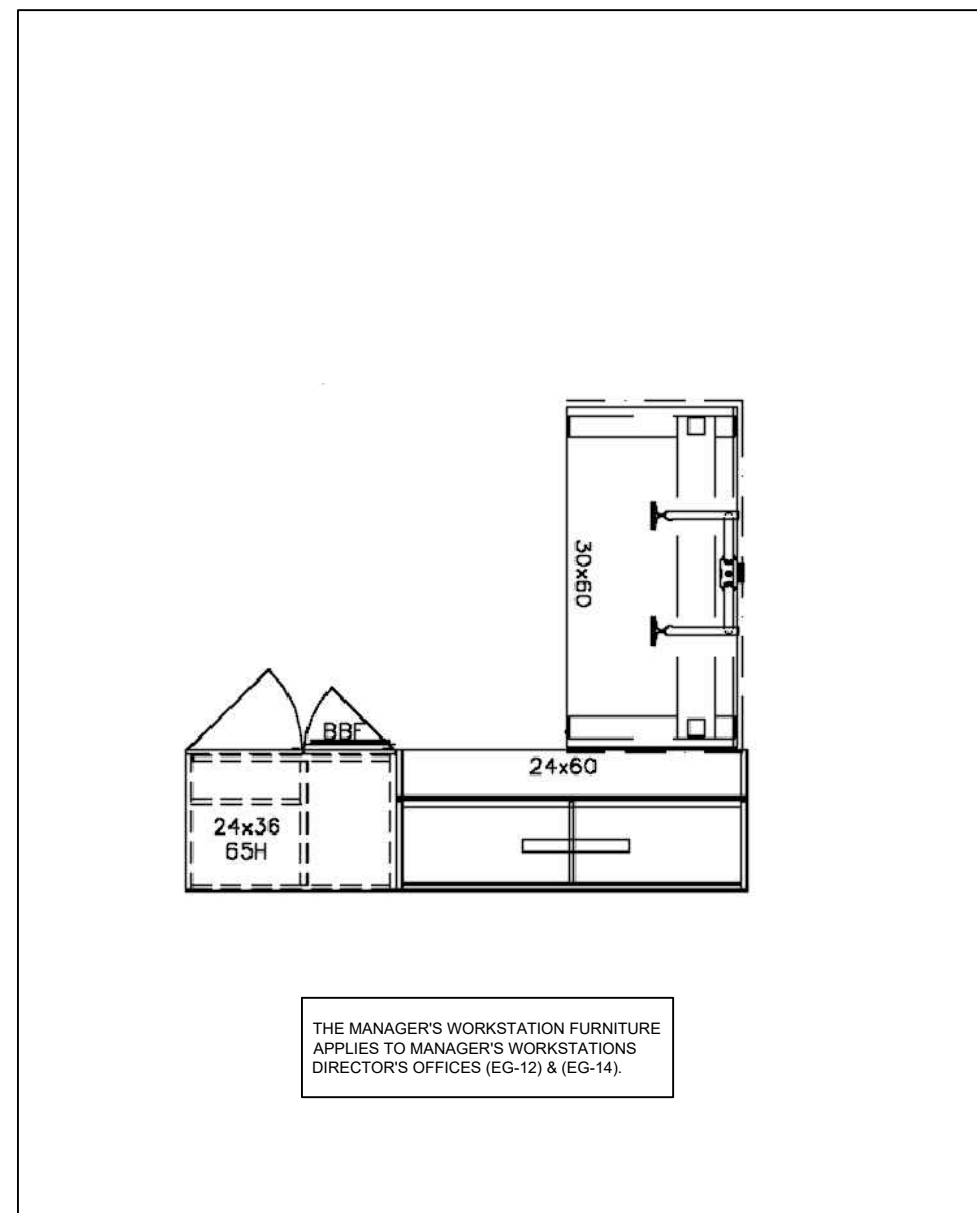 30x60
BBF
24x60
24x36
65H
THE MANAGER'S WORKSTATION FURNITURE
APPLIES TO MANAGER'S WORKSTATIONS
DIRECTOR'S OFFICES (EG-12) & (EG-14).